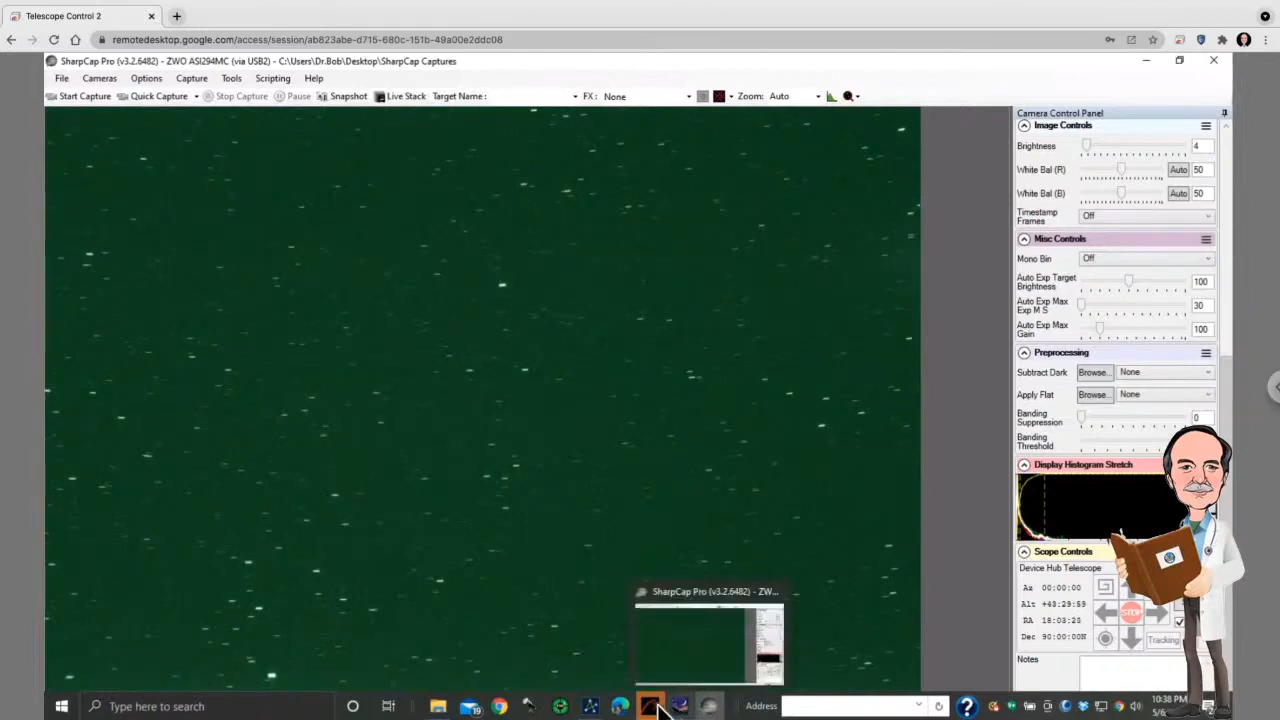 Telescope Control 2
remotedesktop.google.com/access/session/ab823abe-d715-680c-151b-49a00e2ddc08
SharpCap Pro (v3.2.6482) - ZWO ASI294MC (via USB2) - C:\Users\Dr.Bob\Desktop\SharpCap Captures
File Cameras Options Capture Tools Scripting Help
Start Capture Quick Capture Stop Capture Pause Snapshot Live Stack Target Name : FX : None Zoom: Auto
Camera Control Panel
Image Controls
Brightness 4
White Bal (R) Auto 50
White Bal (B) Auto 50
Timestamp
Frames Off
Misc Controls
Mono Bin Off
Auto Exp Target
Brightness 100
Auto Exp Max
Exp M S 30
Auto Exp Max
Gain 100
Preprocessing
Subtract Dark Browse... None
Apply Flat Browse... None
Banding
Suppression 0
Banding
Threshold
Display Histogram Stretch
Scope Controls
Device Hub Telescope
Az 00:00:00
Alt +43:29:59
STOP
RA 18:03:23
Dec 90:00:00N
Tracking
Notes
SharpCap Pro (v3.2.6482) - ZW...
Type here to search
19
Address
10:38 PM